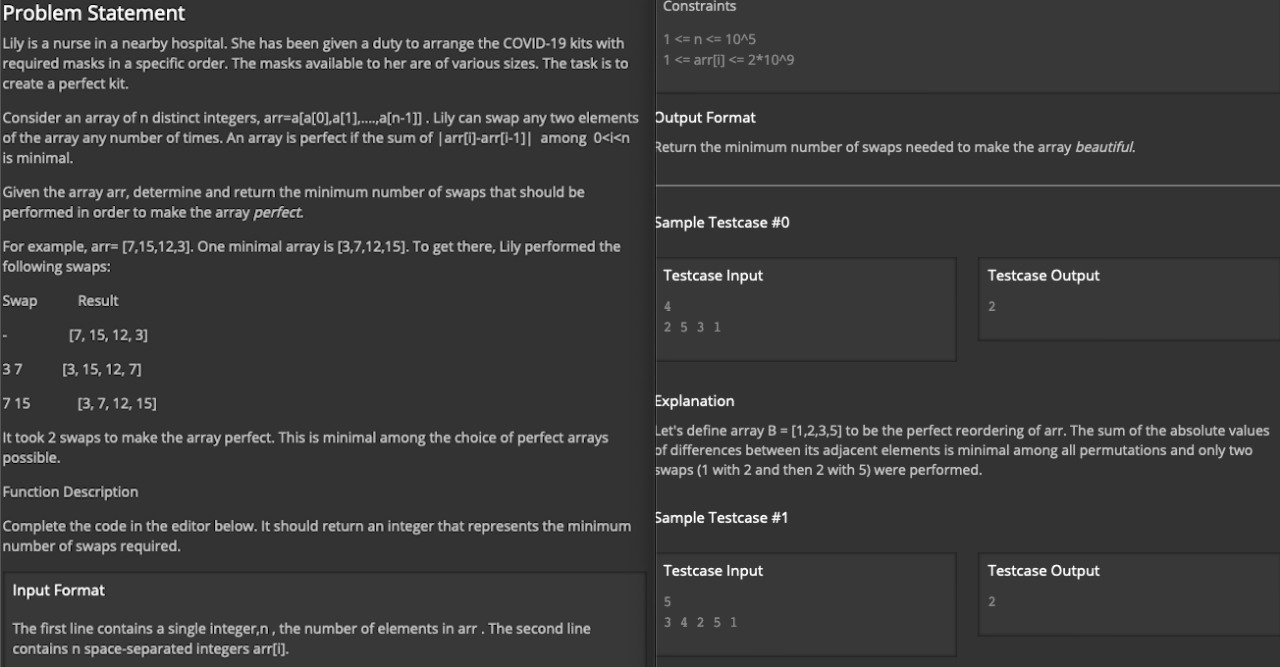 Problem Statement
Lily is a nurse in a nearby hospital. She has been given a duty to arrange the COVID-19 kits with
required masks in a specific order. The masks available to her are of various sizes. The task is to
create a perfect kit.
Consider an array of n distinct integers, arr=a[a[0],a[1],....,a[n-1]] . Lily can swap any two elements
of the array any number of times. An array is perfect if the sum of |arr[i]-arr[i-1]| among 0<i<n
is minimal.
Given the array arr, determine and return the minimum number of swaps that should be
performed in order to make the array perfect.
For example, arr= [7,15,12,3]. One minimal array is [3,7,12,15]. To get there, Lily performed the
following swaps:
Swap Result
- [7, 15, 12, 3]
3 7 [3, 15, 12, 7]
7 15 [3, 7, 12, 15]
It took 2 swaps to make the array perfect. This is minimal among the choice of perfect arrays
possible.
Function Description
Complete the code in the editor below. It should return an integer that represents the minimum
number of swaps required.
Input Format
The first line contains a single integer,n , the number of elements in arr . The second line
contains n space-separated integers arr[i].
Constraints
1 <= n <= 10^5
1 <= arr[i] <= 2*10^9
Output Format
Return the minimum number of swaps needed to make the array beautiful.
Sample Testcase #0
Testcase Input
4
2 5 3 1
Testcase Output
2
Explanation
Let's define array B = [1,2,3,5] to be the perfect reordering of arr. The sum of the absolute values
of differences between its adjacent elements is minimal among all permutations and only two
swaps (1 with 2 and then 2 with 5) were performed.
Sample Testcase #1
Testcase Input
5
3 4 2 5 1
Testcase Output
2